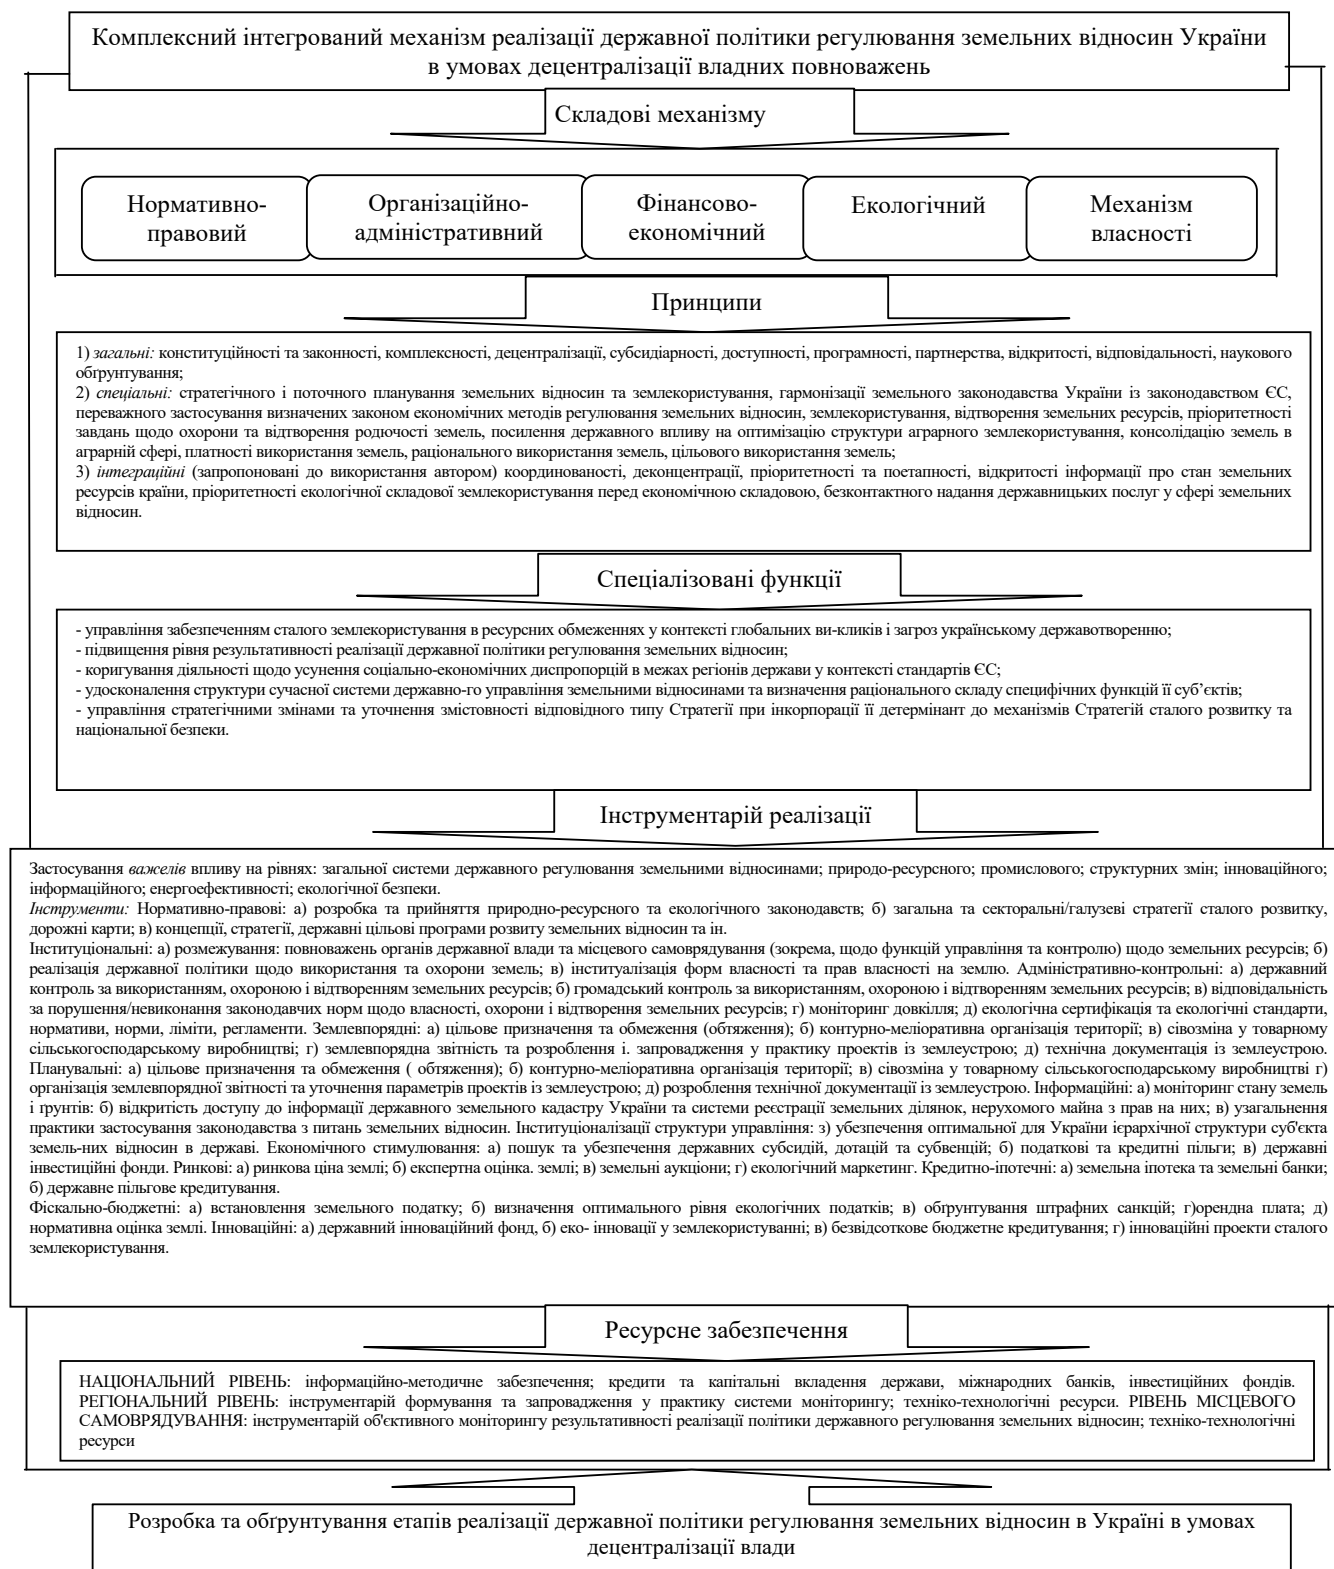 Комплексний інтегрований механізм реалізації державної політики регулювання земельних відносин України
в умовах децентралізації владних повноважень
Складові механізму
Нормативно-
правовий
Організаційно-
адміністративний
Фінансово-
економічний
Екологічний
Механізм
власності
Принципи
1) загальні: конституційності та законності, комплексності, децентралізації, субсидіарності, доступності, програмності, партнерства, відкритості, відповідальності, наукового
обґрунтування;
2) спеціальні: стратегічного і поточного планування земельних відносин та землекористування, гармонізації земельного законодавства України із законодавством ЄС,
переважного застосування визначених законом економічних методів регулювання земельних відносин, землекористування, відтворення земельних ресурсів, пріоритетності
завдань щодо охорони та відтворення родючості земель, посилення державного впливу на оптимізацію структури аграрного землекористування, консолідацію земель в
аграрній сфері, платності використання земель, раціонального використання земель, цільового використання земель;
3) інтеграційні (запропоновані до використання автором) координованості, деконцентрації, пріоритетності та поетапності, відкритості інформації про стан земельних
ресурсів країни, пріоритетності екологічної складової землекористування перед економічною складовою, безконтактного надання державницьких послуг у сфері земельних
відносин.
Спеціалізовані функції
- управління забезпеченням сталого землекористування в ресурсних обмеженнях у контексті глобальних ви-кликів і загроз українському державотворенню;
- підвищення рівня результативності реалізації державної політики регулювання земельних відносин;
- коригування діяльності щодо усунення соціально-економічних диспропорцій в межах регіонів держави у контексті стандартів ЄС;
- удосконалення структури сучасної системи державно-го управління земельними відносинами та визначення раціонального складу специфічних функцій її суб’єктів;
- управління стратегічними змінами та уточнення змістовності відповідного типу Стратегії при інкорпорації її детермінант до механізмів Стратегій сталого розвитку та
національної безпеки.
Інструментарій реалізації
Застосування важелів впливу на рівнях: загальної системи державного регулювання земельними відносинами; природо-ресурсного; промислового; структурних змін; інноваційного;
інформаційного; енергоефективності; екологічної безпеки.
Інструменти: Нормативно-правові: а) розробка та прийняття природно-ресурсного та екологічного законодавств; б) загальна та секторальні/галузеві стратегії сталого розвитку,
дорожні карти; в) концепції, стратегії, державні цільові програми розвиту земельних відносин та ін.
Інституціональні: а) розмежування: повноважень органів державної влади та місцевого самоврядування (зокрема, щодо функцій управління та контролю) щодо земельних ресурсів; б)
реалізація державної політики щодо використання та охорони земель; в) інституалізація форм власності та прав власності на землю. Адміністративно-контрольні: а) державний
контроль за використанням, охороною і відтворенням земельних ресурсів; б) громадський контроль за використанням, охороною і відтворенням земельних ресурсів; в) відповідальність
за порушення/невиконання законодавчих норм щодо власності, охорони і відтворення земельних ресурсів; г) моніторинг довкілля; д) екологічна сертифікація та екологічні стандарти,
нормативи, норми, ліміти, регламенти. Землевпорядні: а) цільове призначення та обмеження (обтяження); б) контурно-меліоративна організація території; в) сівозміна у товарному
сільськогосподарському виробництві; г) землевпорядна звітність та розроблення і. запровадження у практику проектів із землеустрою; д) технічна документація із землеустрою.
Планувальні: а) цільове призначення та обмеження ( обтяження); б) контурно-меліоративна організація території; в) сівозміна у товарному сільськогосподарському виробництві г)
організація землевпорядної звітності та уточнення параметрів проектів із землеустрою; д) розроблення технічної документації із землеустрою. Інформаційні: а) моніторинг стану земель
і ґрунтів: б) відкритість доступу до інформації державного земельного кадастру України та системи реєстрації земельних ділянок, нерухомого майна з прав на них; в) узагальнення
практики застосування законодавства з питань земельних відносин. Інституціоналізації структури управління: з) убезпечення оптимальної для України ієрархічної структури суб'єкта
земель-них відносин в державі. Економічного стимулювання: а) пошук та убезпечення державних субсидій, дотацій та субвенцій; б) податкові та кредитні пільги; в) державні
інвестиційні фонди. Ринкові: а) ринкова ціна землі; б) експертна оцінка. землі; в) земельні аукціони; г) екологічний маркетинг. Кредитно-іпотечні: а) земельна іпотека та земельні банки;
б) державне пільгове кредитування.
Фіскально-бюджетні: а) встановлення земельного податку; б) визначення оптимального рівня екологічних податків; в) обґрунтування штрафних санкцій; г)орендна плата; д)
нормативна оцінка землі. Інноваційні: а) державний інноваційний фонд, б) еко- інновації у землекористуванні; в) безвідсоткове бюджетне кредитування; г) інноваційні проекти сталого
землекористування.
Ресурсне забезпечення
НАЦІОНАЛЬНИЙ РІВЕНЬ: інформаційно-методичне забезпечення; кредити та капітальні вкладення держави, міжнародних банків, інвестиційних фондів.
РЕГІОНАЛЬНИЙ РІВЕНЬ: інструментарій формування та запровадження у практику системи моніторингу; техніко-технологічні ресурси. РІВЕНЬ МІСЦЕВОГО
САМОВРЯДУВАННЯ: інструментарій об'єктивного моніторингу результативності реалізації політики державного регулювання земельних відносин; техніко-технологічні
ресурси
Розробка та обґрунтування етапів реалізації державної політики регулювання земельних відносин в Україні в умовах
децентралізації влади